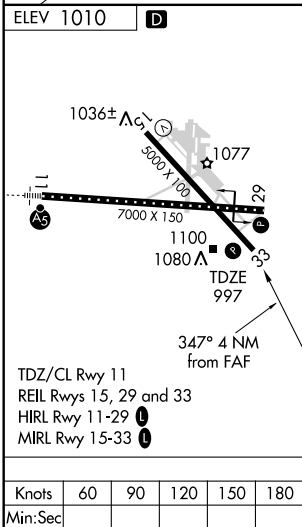 ELEV 1010 D
1036±
15
V
1077
5000 X 100
11
7000 X 150
29
A5
P
1100
1080
P
33
TDZE
997
347° 4 NM
from FAF
TDZ/CL Rwy 11
REIL Rwys 15, 29 and 33
HIRL Rwy 11-29 L
MIRL Rwy 15-33 L
Knots 60 90 120 150 180
Min:Sec